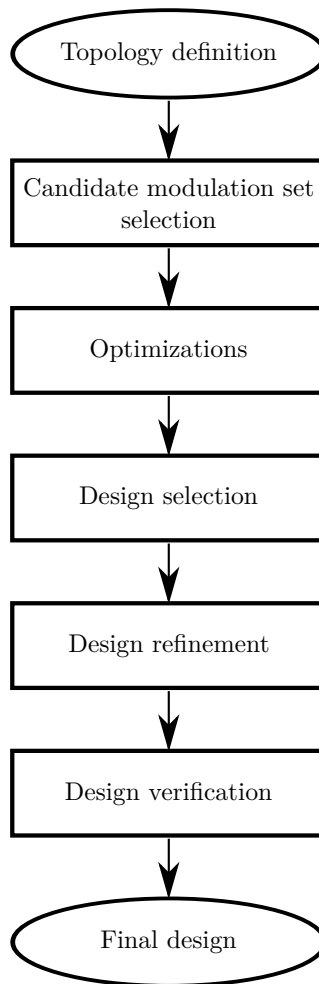 Topology definition
Candidate modulation set
selection
Optimizations
Design selection
Design refinement
Design verification
Final design